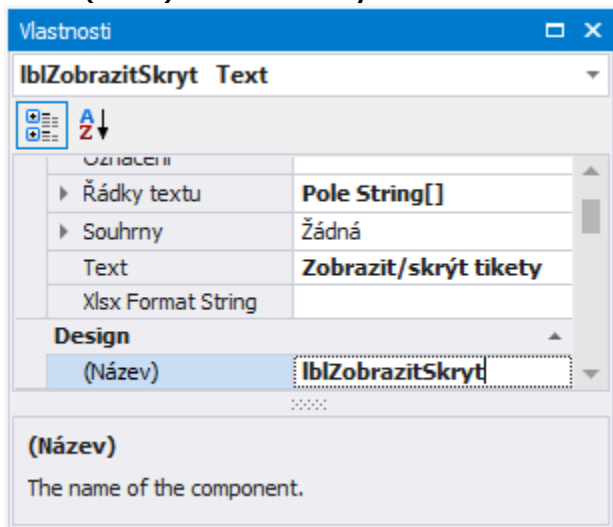 Vlastnosti
lblZobrazitSkryt Text
A
Z
Označení
Řádky textu Pole String[]
Souhrny Žádná
Text Zobrazit/skrýt tikety
Xlsx Format String
Design
(Název) lblZobrazitSkryt
(Název)
The name of the component.